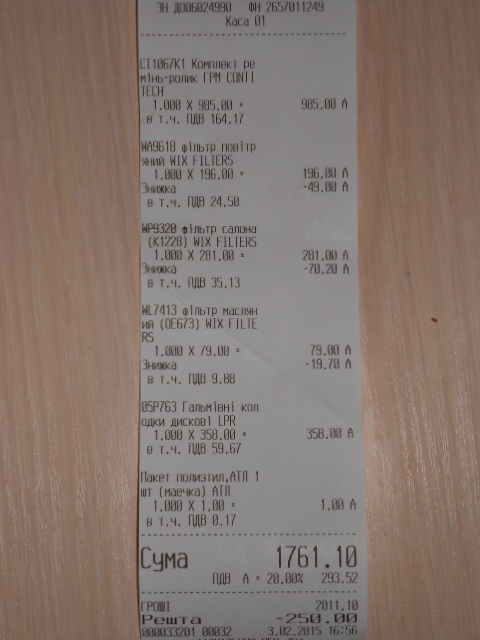 ЗН ДО06024990 ФН 2657011249
Каса 01
CT1067K1 Комплект ре
мінь-ролик ГРМ CONTI
TECH
1.000 X 985.00 = 985.00 А
в т.ч. ПДВ 164.17
WA9618 фільтр повітр
яний WIX FILTERS
1.000 X 196.00 = 196.00 А
Знижка -49.00 А
в т.ч. ПДВ 24.50
WP9320 фільтр салона
(K1228) WIX FILTERS
1.000 X 281.00 = 281.00 А
Знижка -70.20 А
в т.ч. ПДВ 35.13
WL7413 фільтр маслян
ий (OE673) WIX FILTE
RS
1.000 X 79.00 = 79.00 А
Знижка -19.70 А
в т.ч. ПДВ 9.88
05P763 Гальмівні кол
одки дискові LPR
1.000 X 358.00 = 358.00 А
в т.ч. ПДВ 59.67
Пакет полиэтил,АТЛ 1
шт (маечка) АТЛ
1.000 X 1.00 = 1.00 А
в т.ч. ПДВ 0.17
Сума 1761.10
ПДВ А = 20.00% 293.52
ГРОШІ 2011.10
Решта -250.00
000033201 00032 3.02.2015 16:56